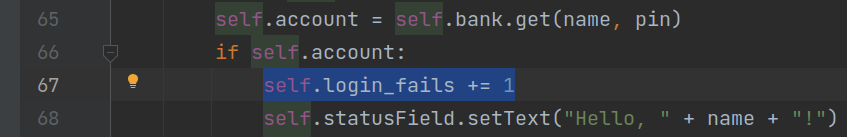 65 self.account = self.bank.get(name, pin)
66 if self.account:
67 self.login_fails += 1
68 self.statusField.setText("Hello, " + name + "!")